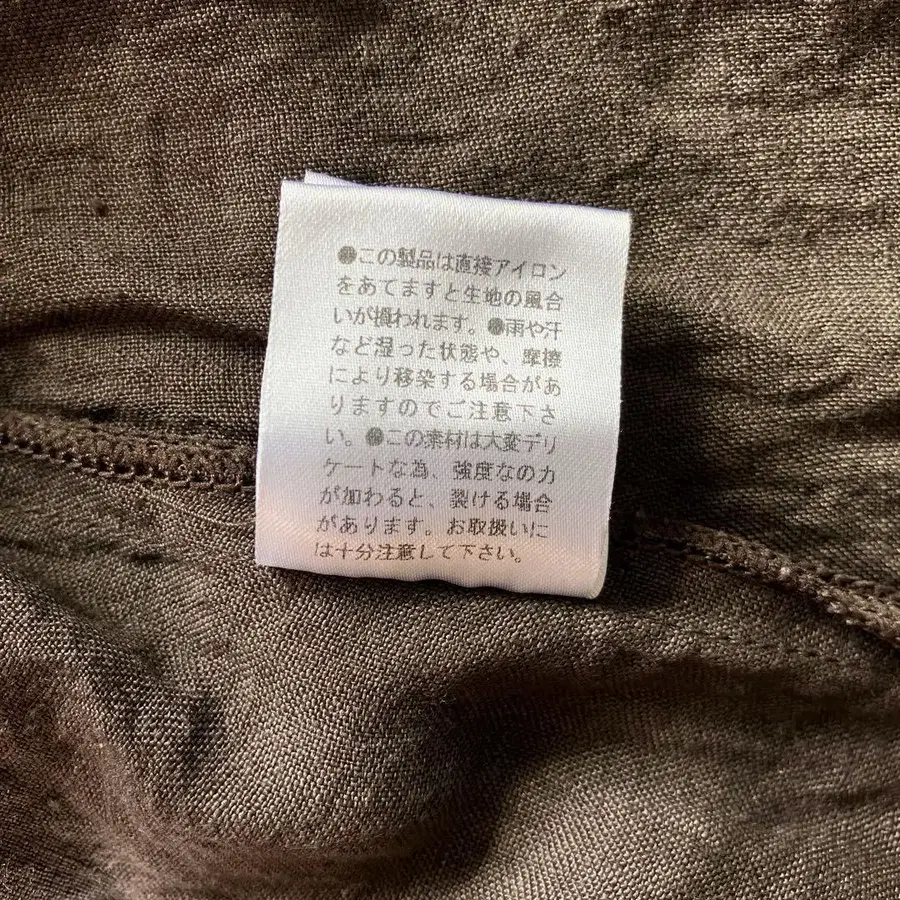 ●この製品は直接アイロン
をあてますと生地の風合
いが損われます。●雨や汗
など湿った状態や、摩擦
により移染する場合があ
りますのでご注意下さ
い。●この素材は大変デリ
ケートな為、強度なの力
が加わると、裂ける場合
があります。お取扱いに
は十分注意して下さい。